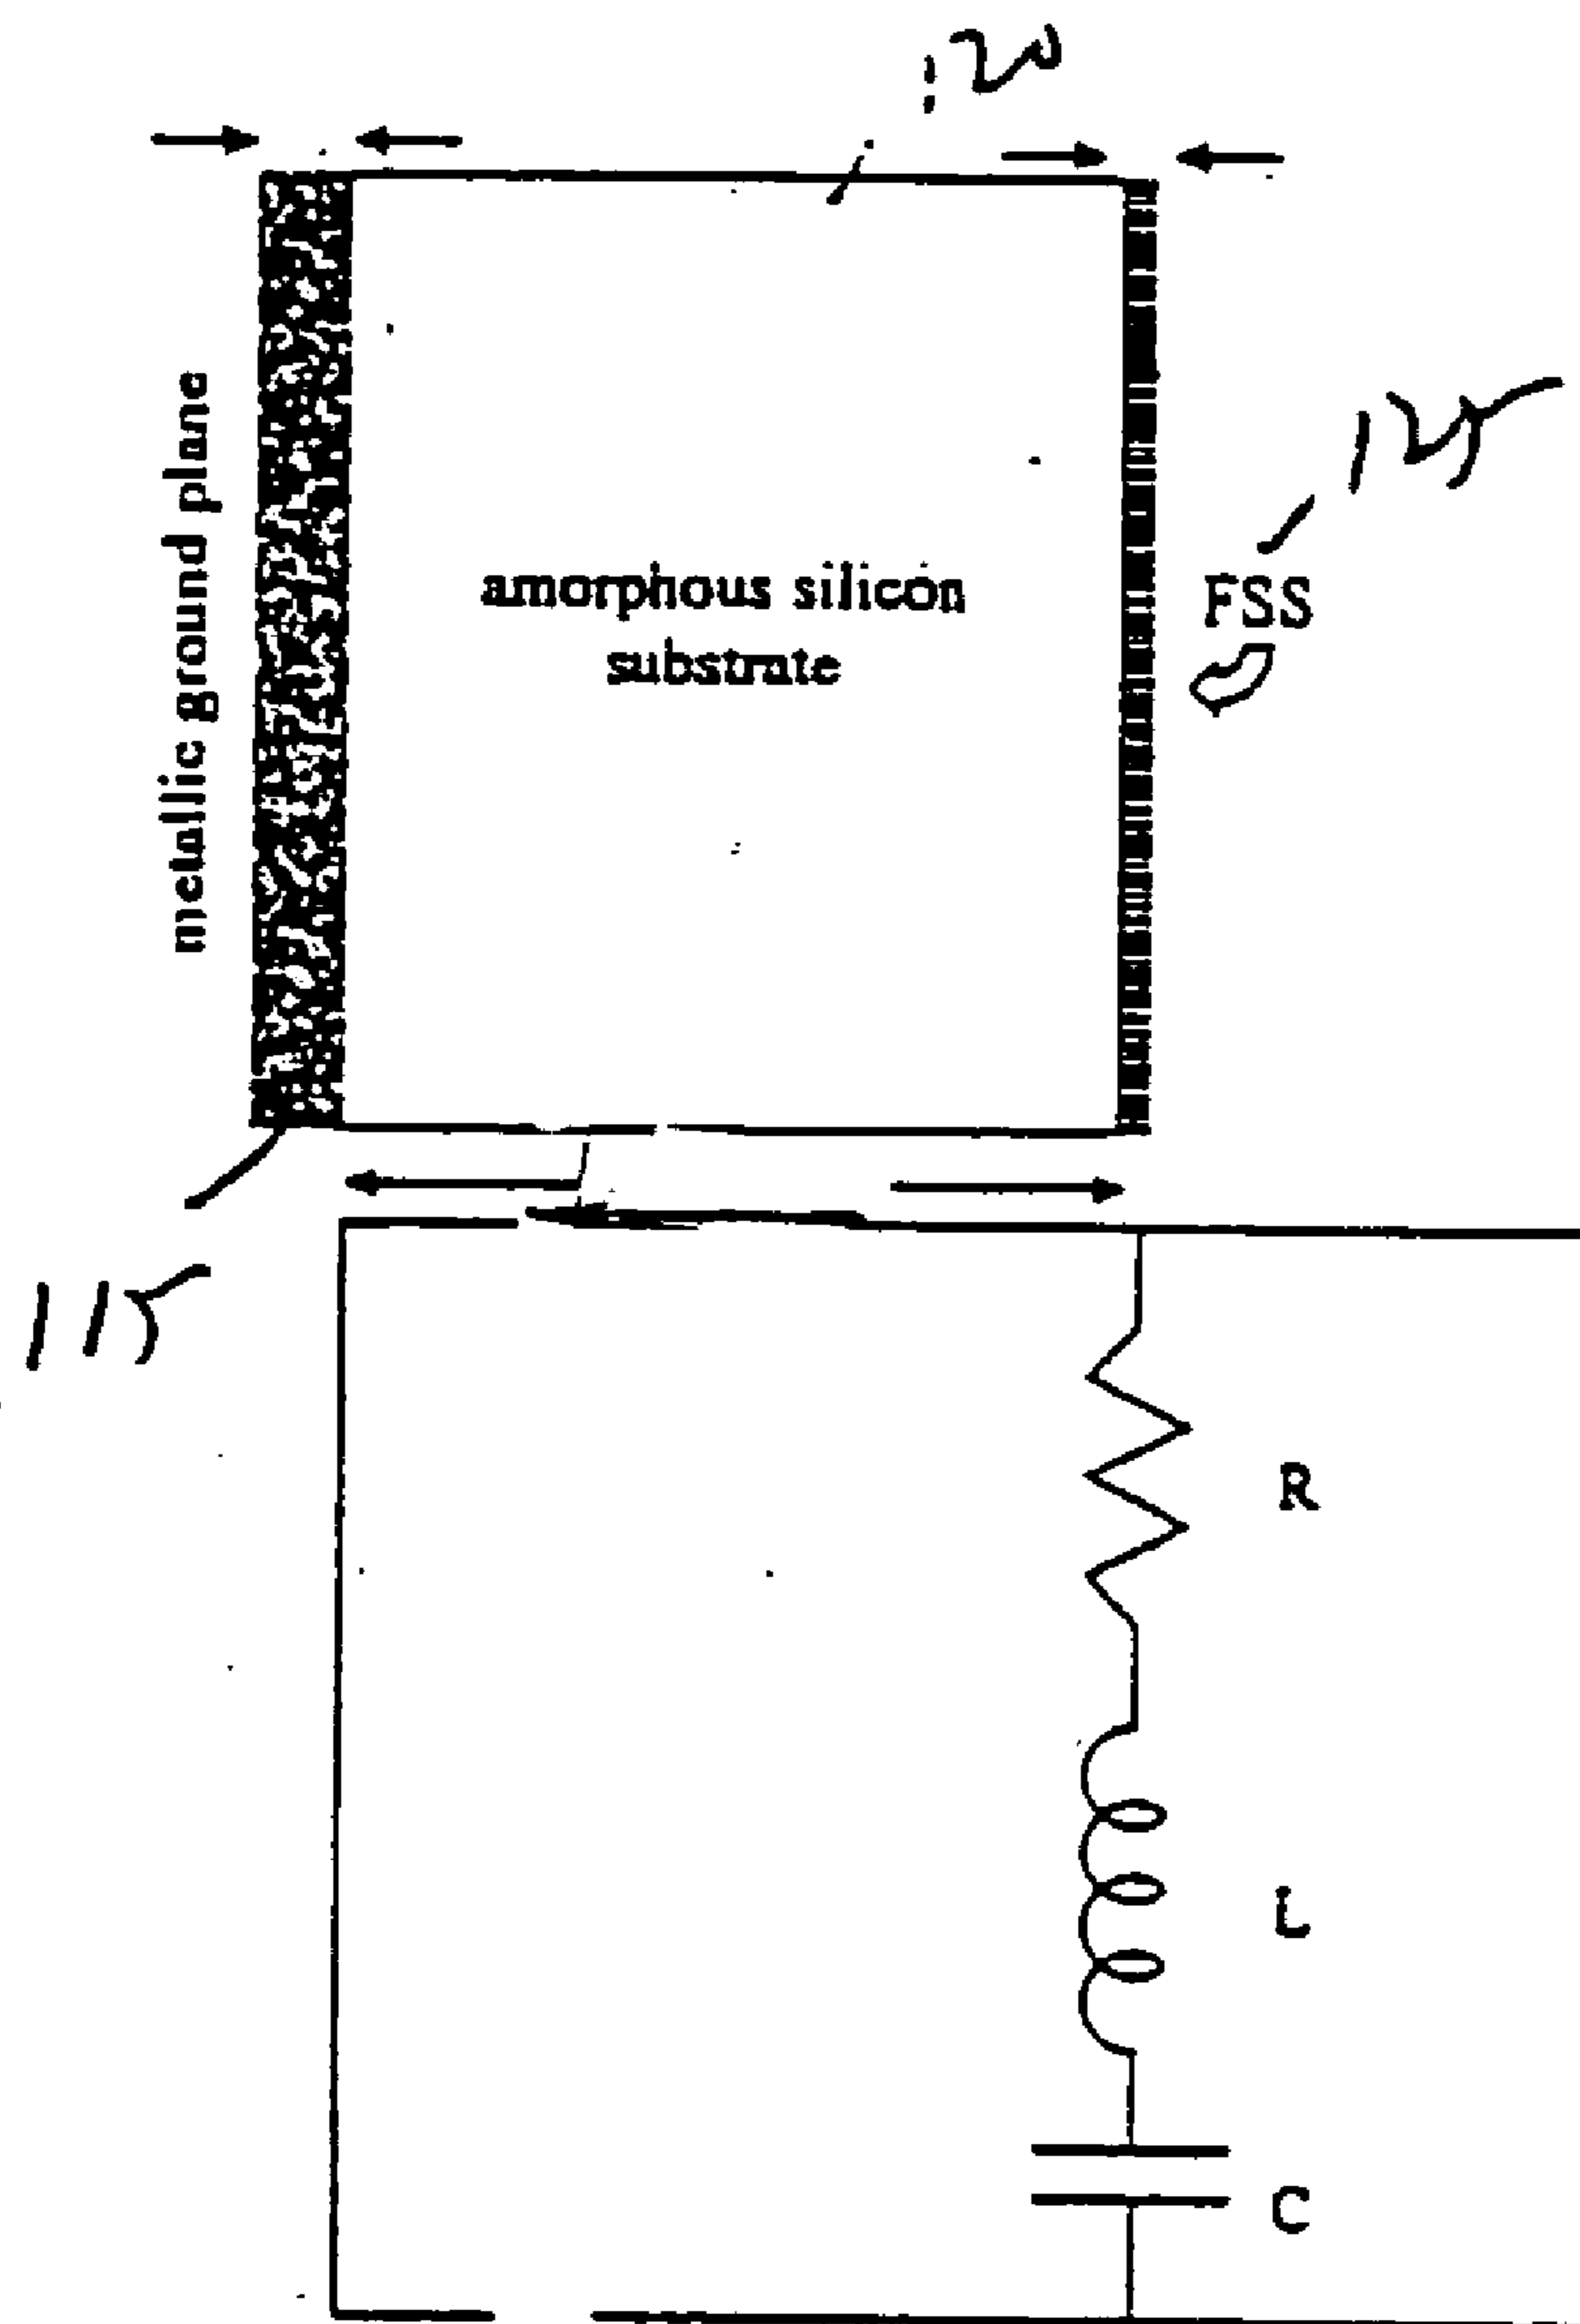 120
metallic ground plane
amorphous silicon
substrate
125
FSS
115
R
L
C